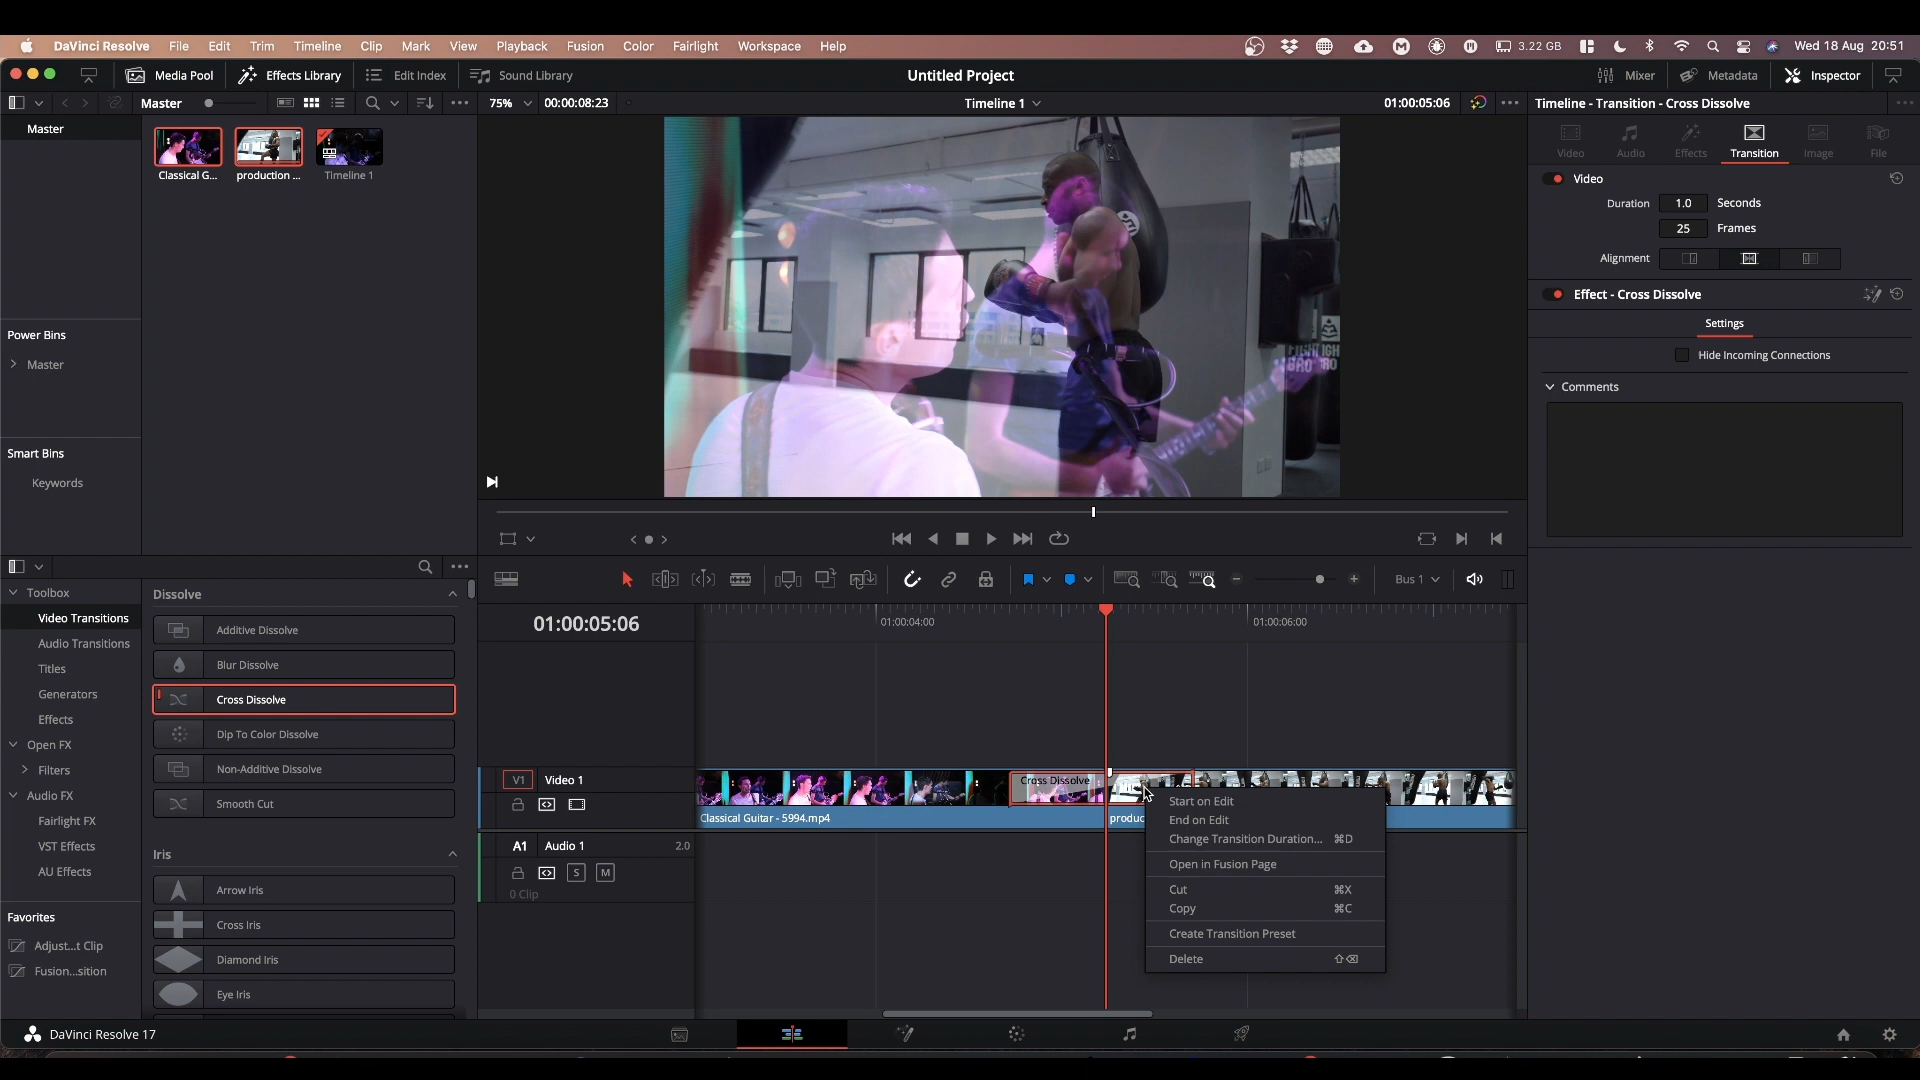 DaVinci Resolve File Edit Trim Timeline Clip Mark View Playback Fusion Color Fairlight Workspace Help 3.22 GB Wed 18 Aug 20:51
Media Pool Effects Library Edit Index Sound Library Untitled Project Mixer Metadata Inspector
Master 75% 00:00:08:23 Timeline 1 01:00:05:06 Timeline - Transition - Cross Dissolve
Master
Classical G... production ... Timeline 1
Video Audio Effects Transition Image File
Video
Duration 1.0 Seconds
25 Frames
Alignment
Effect - Cross Dissolve
Settings
Hide Incoming Connections
Comments
Power Bins
Master
Smart Bins
Keywords
Toolbox
Video Transitions
Audio Transitions
Titles
Generators
Effects
Open FX
Filters
Audio FX
Fairlight FX
VST Effects
AU Effects
Favorites
Adjust...t Clip
Fusion...sition
Dissolve
Additive Dissolve
Blur Dissolve
Cross Dissolve
Dip To Color Dissolve
Non-Additive Dissolve
Smooth Cut
Iris
Arrow Iris
Cross Iris
Diamond Iris
Eye Iris
Bus 1
01:00:05:06 01:00:04:00 01:00:06:00
V1 Video 1
Cross Dissolve
Classical Guitar - 5994.mp4 produc
A1 Audio 1 2.0
S M
0 Clip
Start on Edit
End on Edit
Change Transition Duration... ⌘D
Open in Fusion Page
Cut ⌘X
Copy ⌘C
Create Transition Preset
Delete ⇧⌫
DaVinci Resolve 17